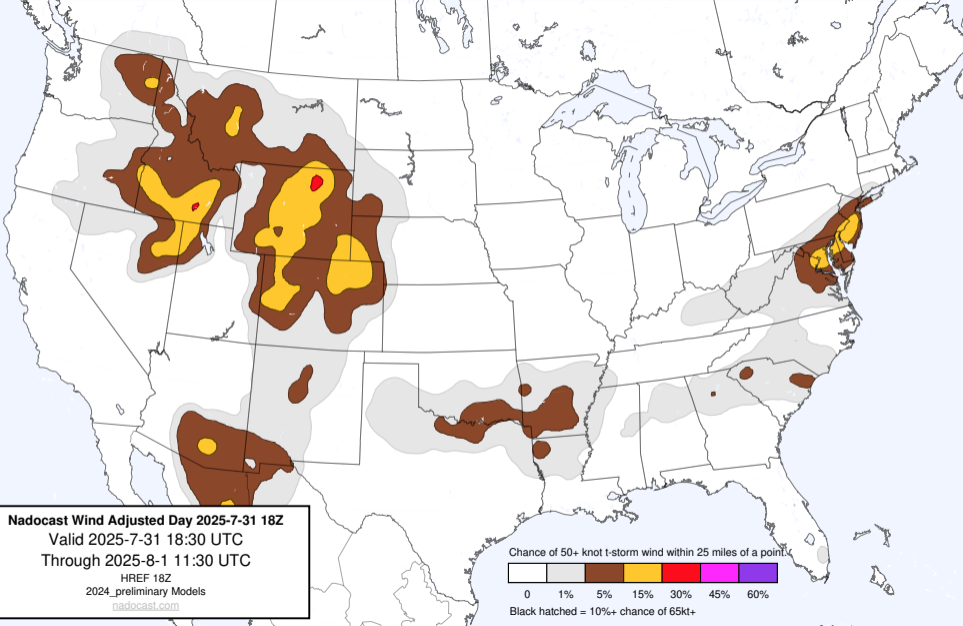 Nadocast Wind Adjusted Day 2025-7-31 18Z
Valid 2025-7-31 18:30 UTC
Through 2025-8-1 11:30 UTC
HREF 18Z
2024_preliminary Models
nadocast.com
Chance of 50+ knot t-storm wind within 25 miles of a point.
0 1% 5% 15% 30% 45% 60%
Black hatched = 10%+ chance of 65kt+